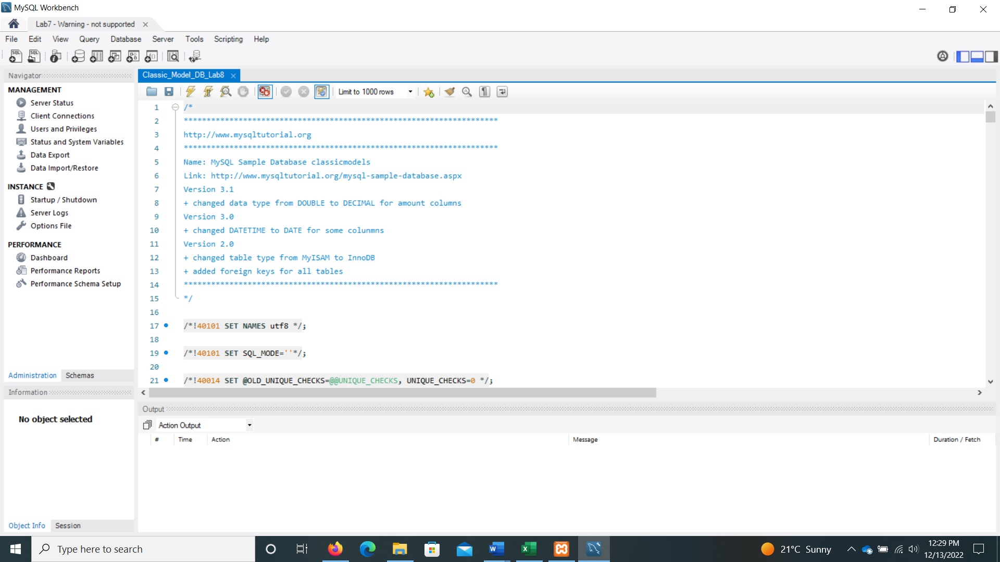 MySQL Workbench
Lab7 - Warning - not supported
File Edit View Query Database Server Tools Scripting Help
Navigator
MANAGEMENT
Server Status
Client Connections
Users and Privileges
Status and System Variables
Data Export
Data Import/Restore
INSTANCE
Startup / Shutdown
Server Logs
Options File
PERFORMANCE
Dashboard
Performance Reports
Performance Schema Setup
Administration Schemas
Information
No object selected
Object Info Session
Classic_Model_DB_Lab8
Limit to 1000 rows
1 /*
2 *********************************************************************
3 http://www.mysqltutorial.org
4 *********************************************************************
5 Name: MySQL Sample Database classicmodels
6 Link: http://www.mysqltutorial.org/mysql-sample-database.aspx
7 Version 3.1
8 + changed data type from DOUBLE to DECIMAL for amount columns
9 Version 3.0
10 + changed DATETIME to DATE for some colunmns
11 Version 2.0
12 + changed table type from MyISAM to InnoDB
13 + added foreign keys for all tables
14 *********************************************************************
15 */
16
17 /*!40101 SET NAMES utf8 */;
18
19 /*!40101 SET SQL_MODE=''*/;
20
21 /*!40014 SET @OLD_UNIQUE_CHECKS=@@UNIQUE_CHECKS, UNIQUE_CHECKS=0 */;
Output
Action Output
# Time Action Message Duration / Fetch
Type here to search
21°C Sunny
12:29 PM
12/13/2022